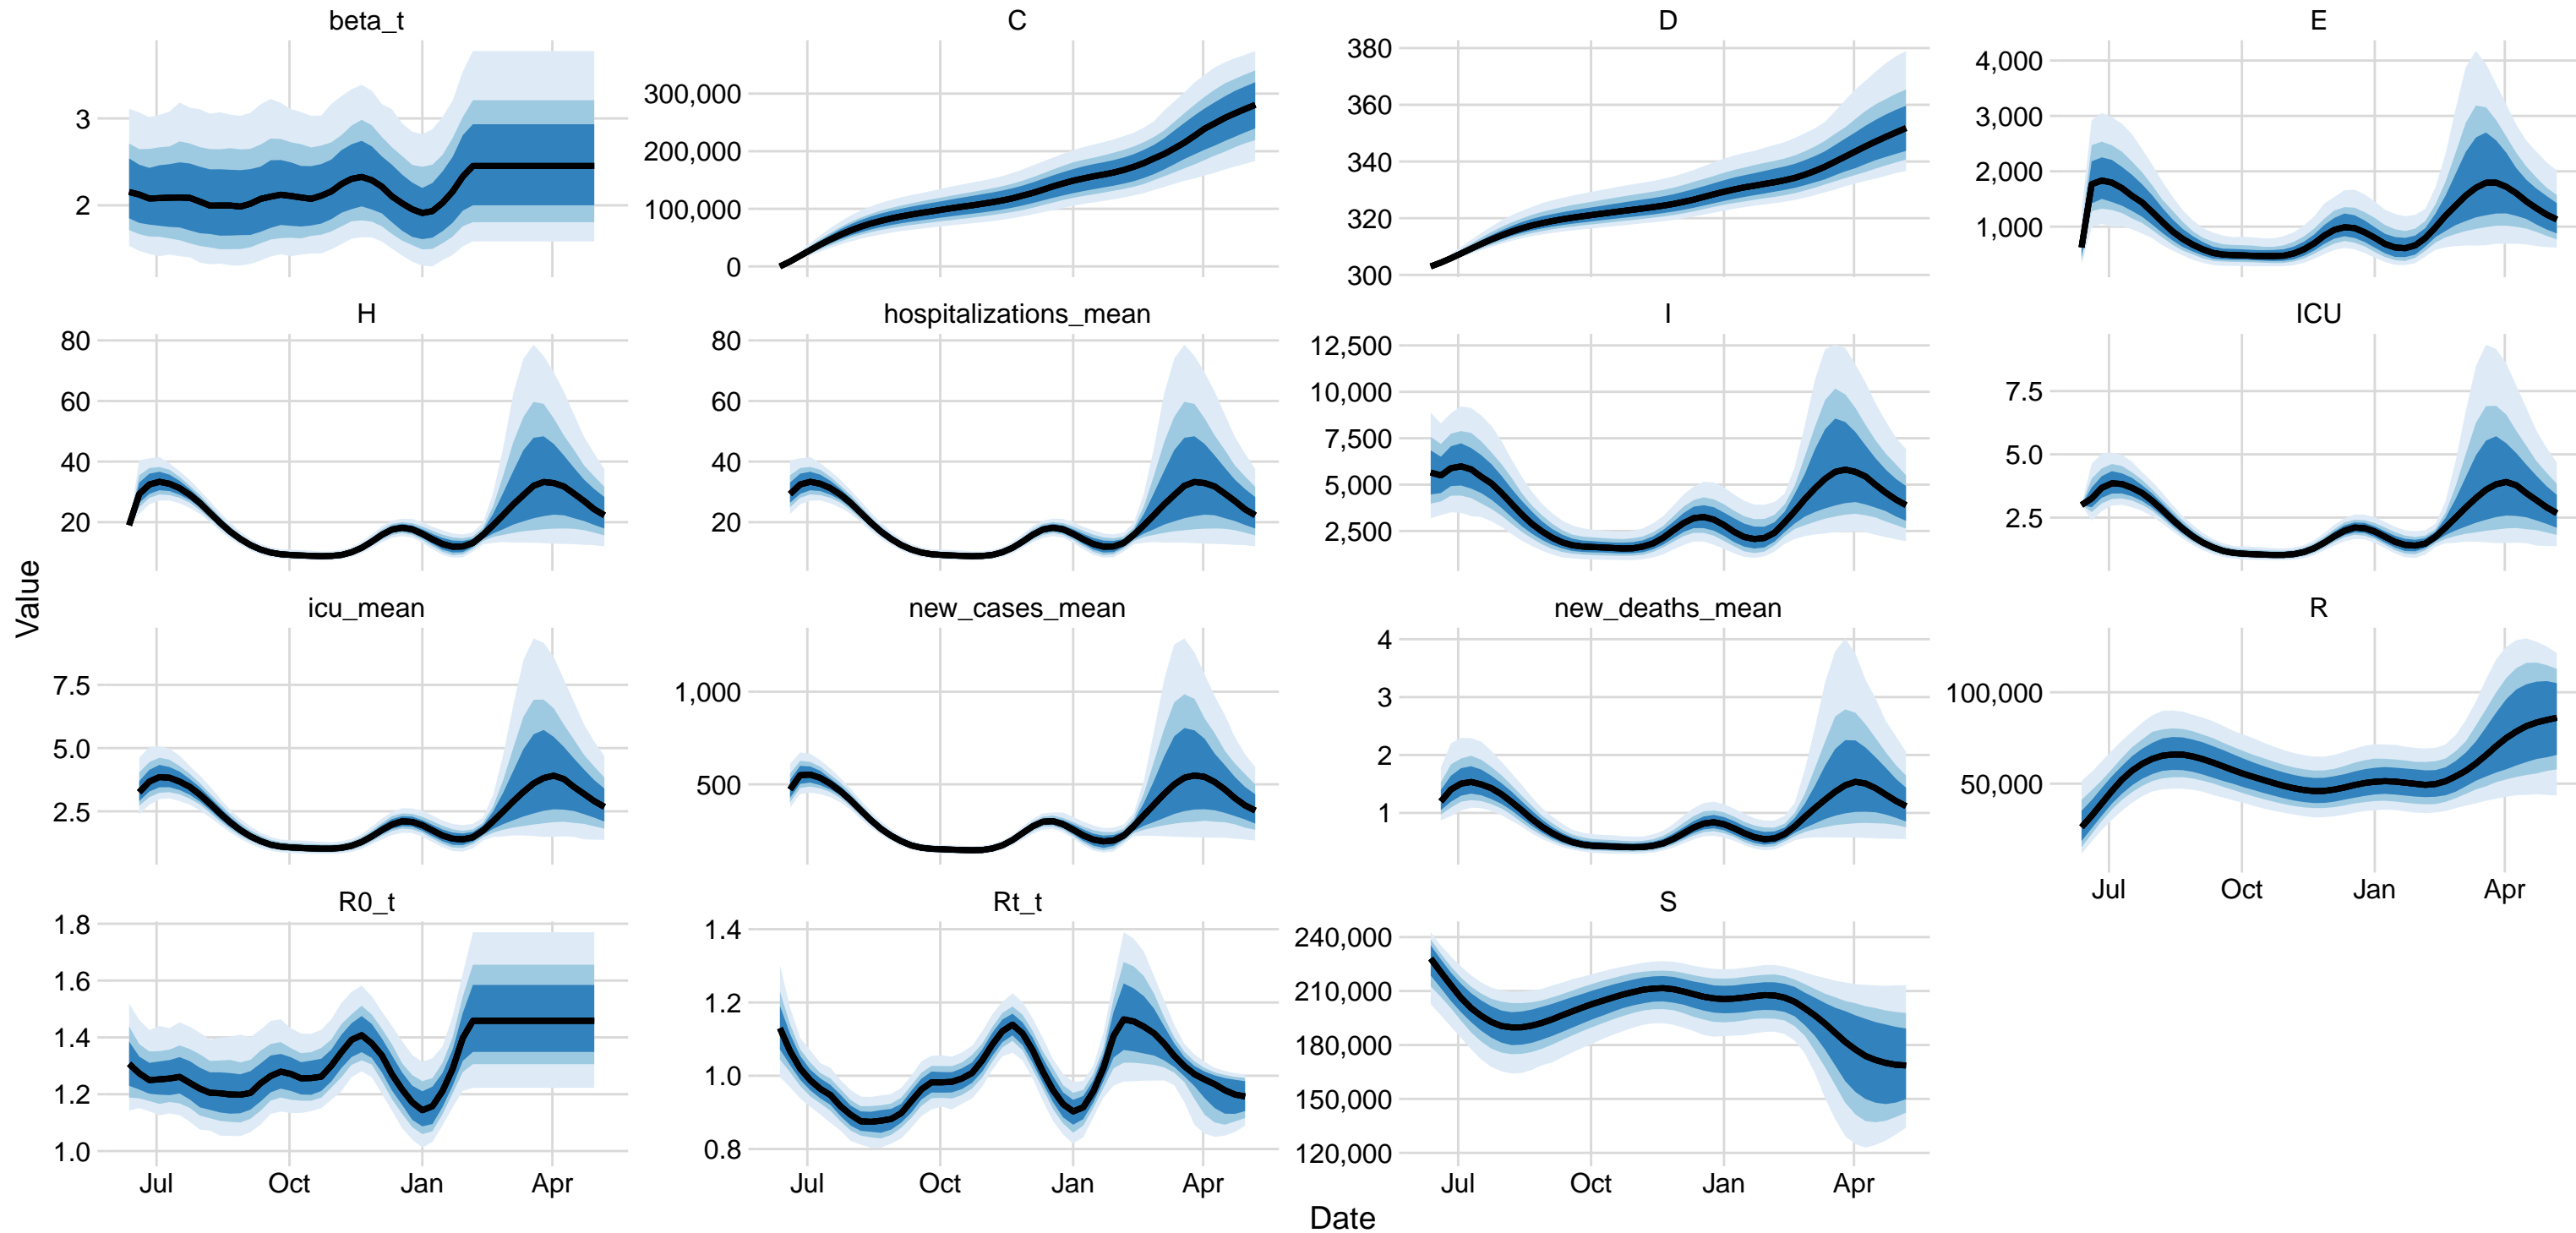 beta_t
C
D
E
3
2
300,000
200,000
100,000
0
380
360
340
320
300
4,000
3,000
2,000
1,000
H
hospitalizations_mean
I
ICU
80
60
40
20
80
60
40
20
12,500
10,000
7,500
5,000
2,500
7.5
5.0
2.5
Value
icu_mean
new_cases_mean
new_deaths_mean
R
7.5
5.0
2.5
1,000
500
4
3
2
1
100,000
50,000
Jul Oct Jan Apr
R0_t
Rt_t
S
1.8
1.6
1.4
1.2
1.0
1.4
1.2
1.0
0.8
240,000
210,000
180,000
150,000
120,000
Jul Oct Jan Apr
Jul Oct Jan Apr
Jul Oct Jan Apr
Date